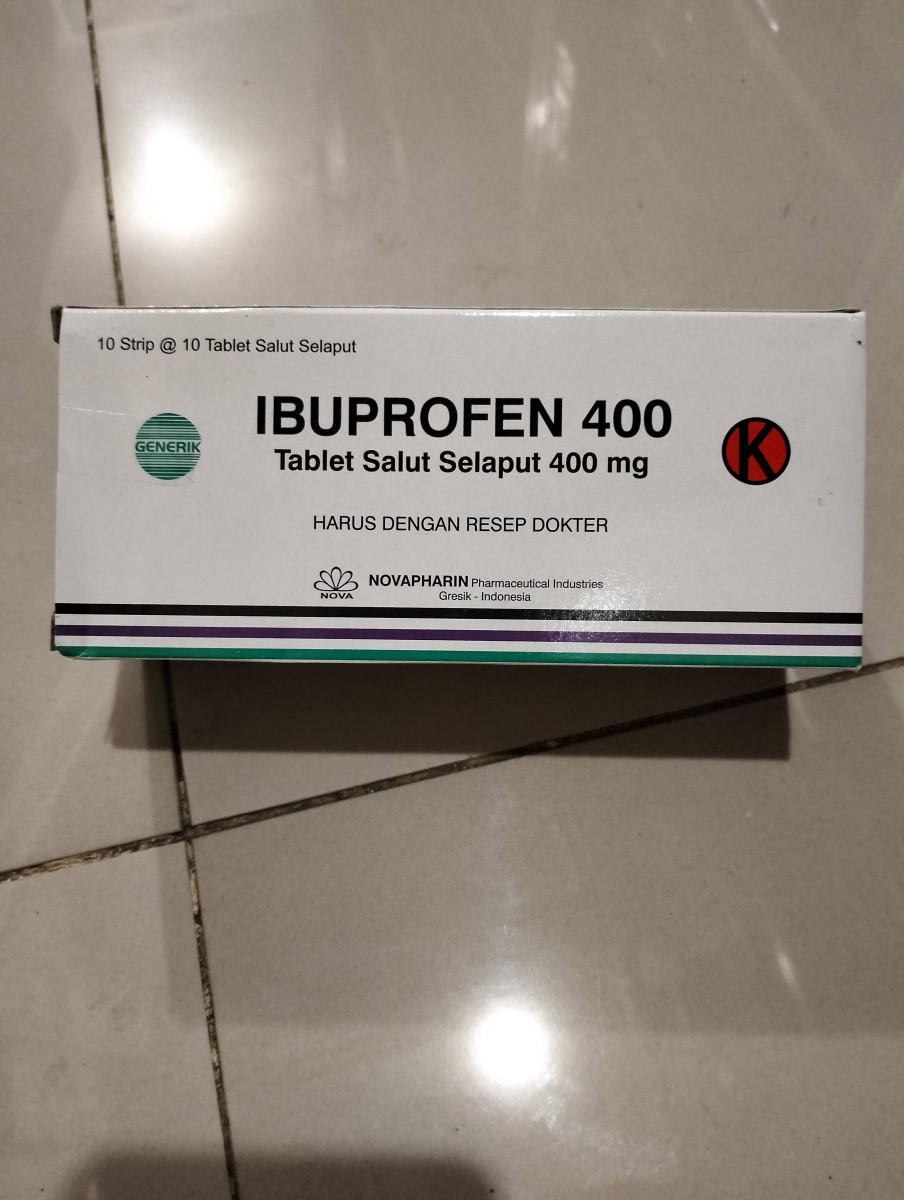 10 Strip @ 10 Tablet Salut Selaput
IBUPROFEN 400
Tablet Salut Selaput 400 mg
GENERIK
K
HARUS DENGAN RESEP DOKTER
NOVA
NOVAPHARIN Pharmaceutical Industries
Gresik - Indonesia